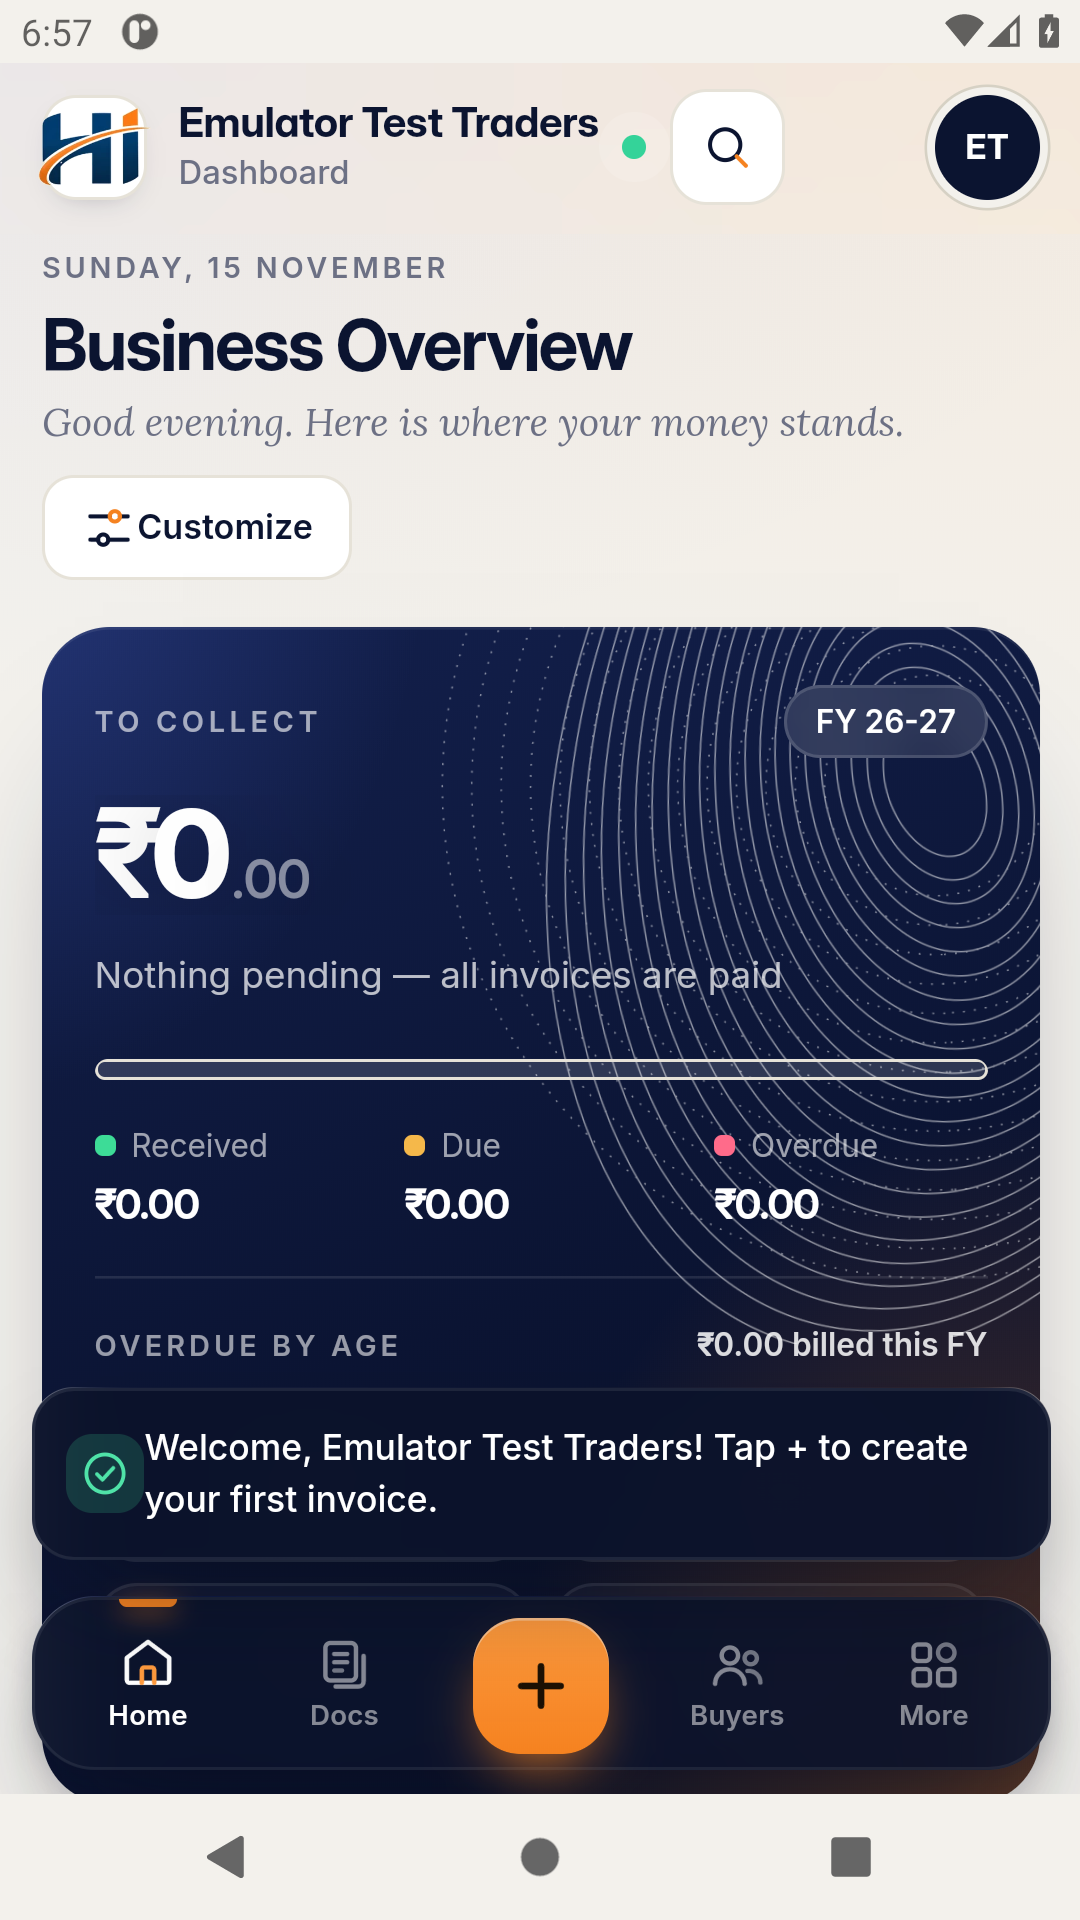 6:57
Emulator Test Traders
Dashboard
ET
SUNDAY, 15 NOVEMBER
Business Overview
Good evening. Here is where your money stands.
Customize
TO COLLECT
FY 26-27
₹0.00
Nothing pending — all invoices are paid
Received
Due
Overdue
₹0.00
₹0.00
₹0.00
OVERDUE BY AGE
₹0.00 billed this FY
Welcome, Emulator Test Traders! Tap + to create
your first invoice.
Home
Docs
Buyers
More